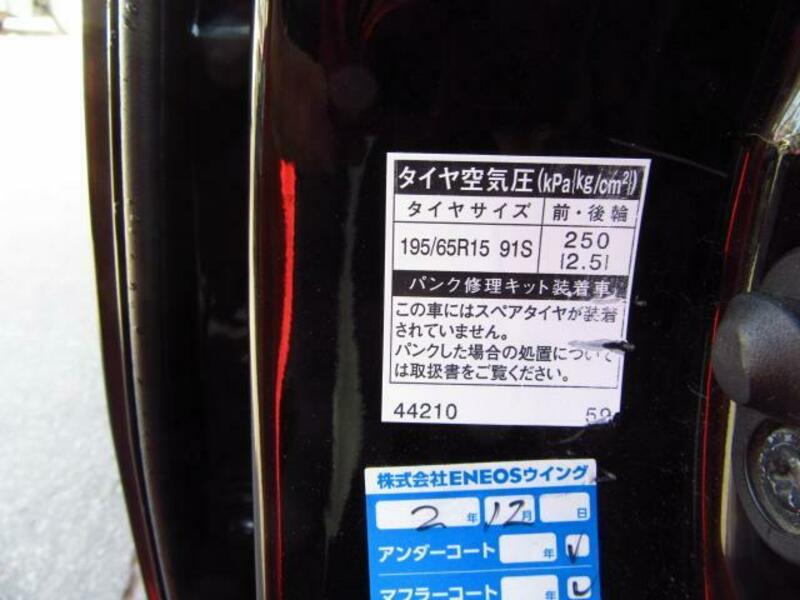 タイヤ空気圧(kPa{kg/cm²})
タイヤサイズ 前・後輪
195/65R15 91S 250
{2.5}
パンク修理キット装着車
この車にはスペアタイヤが装着
されていません。
パンクした場合の処置について
は取扱書をご覧ください。
44210
株式会社ENEOSウイング
2年 12月 日
アンダーコート 年
マフラーコート 年